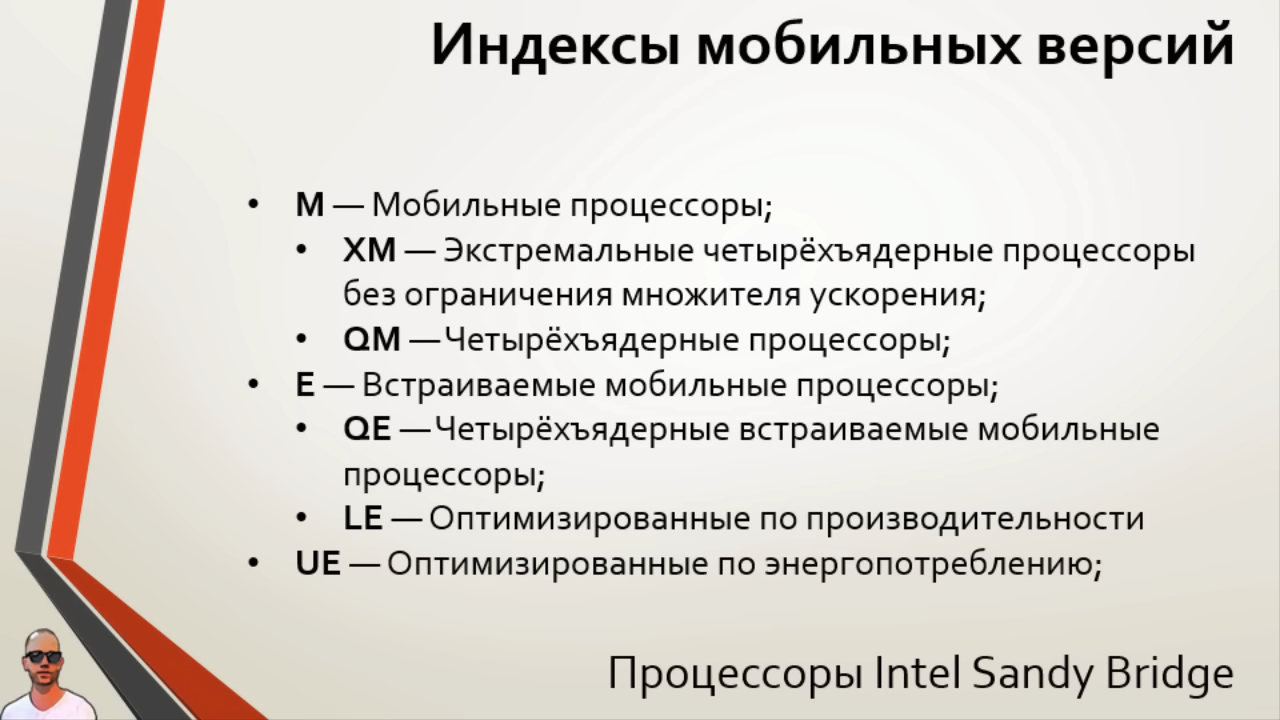 Индексы мобильных версий
• М — Мобильные процессоры;
• XM — Экстремальные четырёхъядерные процессоры
без ограничения множителя ускорения;
• QM —Четырёхъядерные процессоры;
• E — Встраиваемые мобильные процессоры;
• QE —Четырёхъядерные встраиваемые мобильные
процессоры;
• LE — Оптимизированные по производительности
• UE — Оптимизированные по энергопотреблению;
Процессоры Intel Sandy Bridge